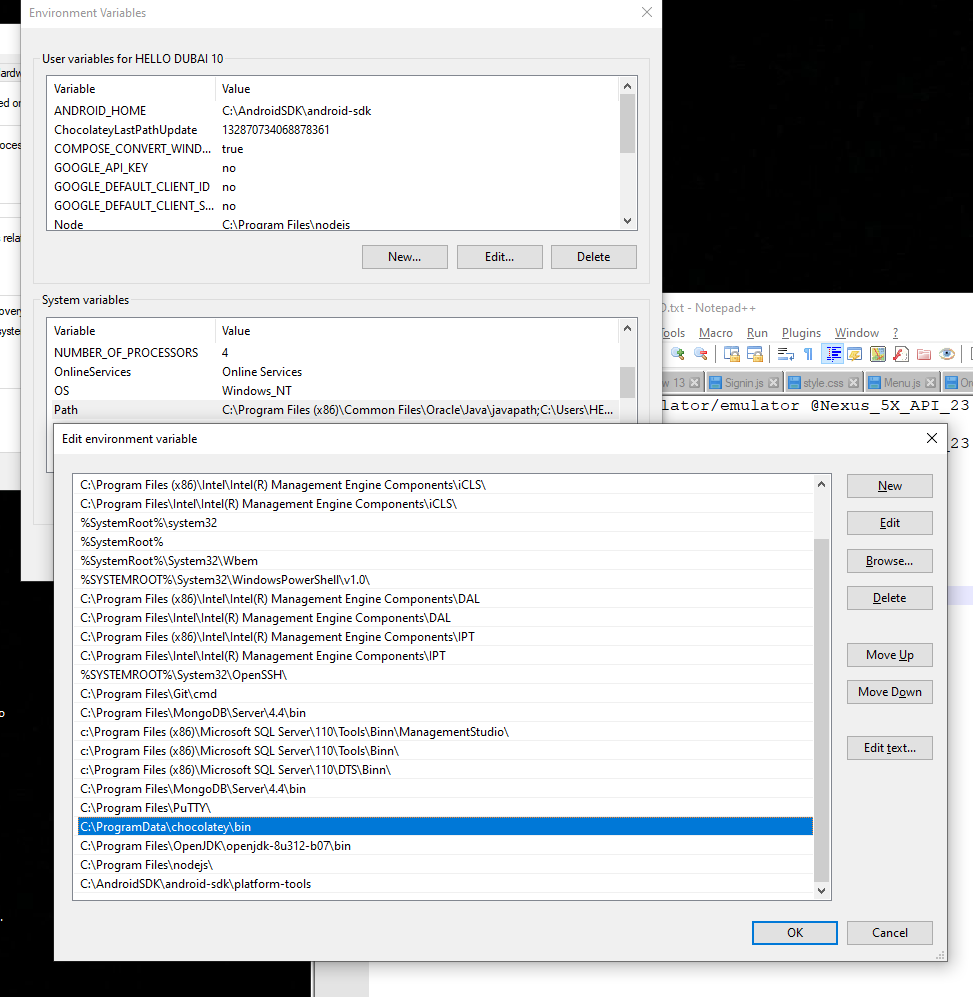 Environment Variables
User variables for HELLO DUBAI 10
Variable Value
ANDROID_HOME C:\AndroidSDK\android-sdk
ChocolateyLastPathUpdate 132870734068878361
COMPOSE_CONVERT_WIND... true
GOOGLE_API_KEY no
GOOGLE_DEFAULT_CLIENT_ID no
GOOGLE_DEFAULT_CLIENT_S... no
Node C:\Program Files\nodejs
New... Edit... Delete
System variables
Variable Value
NUMBER_OF_PROCESSORS 4
OnlineServices Online Services
OS Windows_NT
Path C:\Program Files (x86)\Common Files\Oracle\Java\javapath;C:\Users\HE...
.txt - Notepad++
ools Macro Run Plugins Window ?
w 13 Signin.js style.css Menu.js Or
lator/emulator @Nexus_5X_API_23
_23
Edit environment variable
C:\Program Files (x86)\Intel\Intel(R) Management Engine Components\iCLS\
C:\Program Files\Intel\Intel(R) Management Engine Components\iCLS\
%SystemRoot%\system32
%SystemRoot%
%SystemRoot%\System32\Wbem
%SYSTEMROOT%\System32\WindowsPowerShell\v1.0\
C:\Program Files (x86)\Intel\Intel(R) Management Engine Components\DAL
C:\Program Files\Intel\Intel(R) Management Engine Components\DAL
C:\Program Files (x86)\Intel\Intel(R) Management Engine Components\IPT
C:\Program Files\Intel\Intel(R) Management Engine Components\IPT
%SYSTEMROOT%\System32\OpenSSH\
C:\Program Files\Git\cmd
C:\Program Files\MongoDB\Server\4.4\bin
c:\Program Files (x86)\Microsoft SQL Server\110\Tools\Binn\ManagementStudio\
c:\Program Files (x86)\Microsoft SQL Server\110\Tools\Binn\
c:\Program Files (x86)\Microsoft SQL Server\110\DTS\Binn\
C:\Program Files\MongoDB\Server\4.4\bin
C:\Program Files\PuTTY\
C:\ProgramData\chocolatey\bin
C:\Program Files\OpenJDK\openjdk-8u312-b07\bin
C:\Program Files\nodejs\
C:\AndroidSDK\android-sdk\platform-tools
New
Edit
Browse...
Delete
Move Up
Move Down
Edit text...
OK Cancel
ardw
ed or
oces
rela
overy
syste
o
.